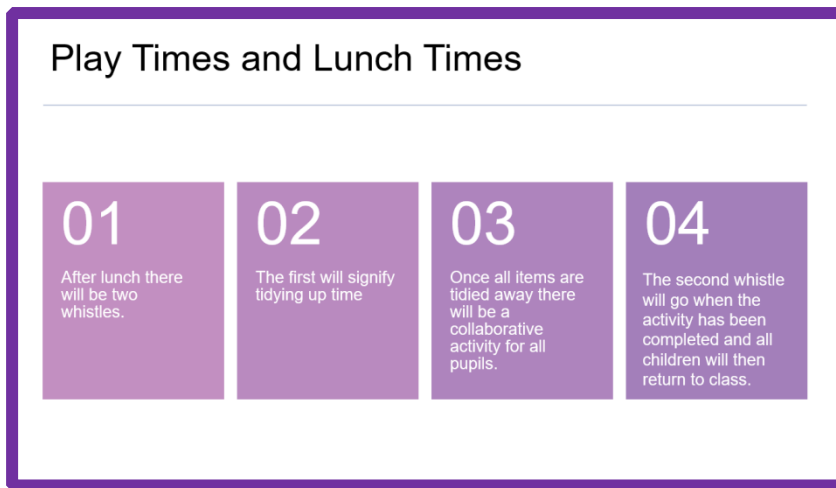 Play Times and Lunch Times
01
After lunch there
will be two
whistles.
02
The first will signify
tidying up time
03
Once all items are
tidied away there
will be a
collaborative
activity for all
pupils.
04
The second whistle
will go when the
activity has been
completed and all
children will then
return to class.